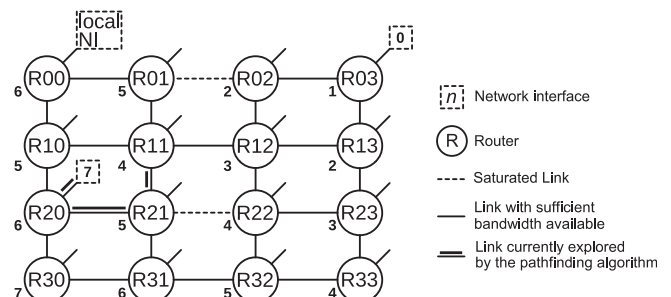 local
NI
0
R00 R01 R02 R03
6 5 2 1
R10 R11 R12 R13
5 4 3 2
7
R20 R21 R22 R23
6 5 4 3
R30 R31 R32 R33
7 6 5 4
n Network interface
R Router
Saturated Link
Link with sufficient
bandwidth available
Link currently explored
by the pathfinding algorithm